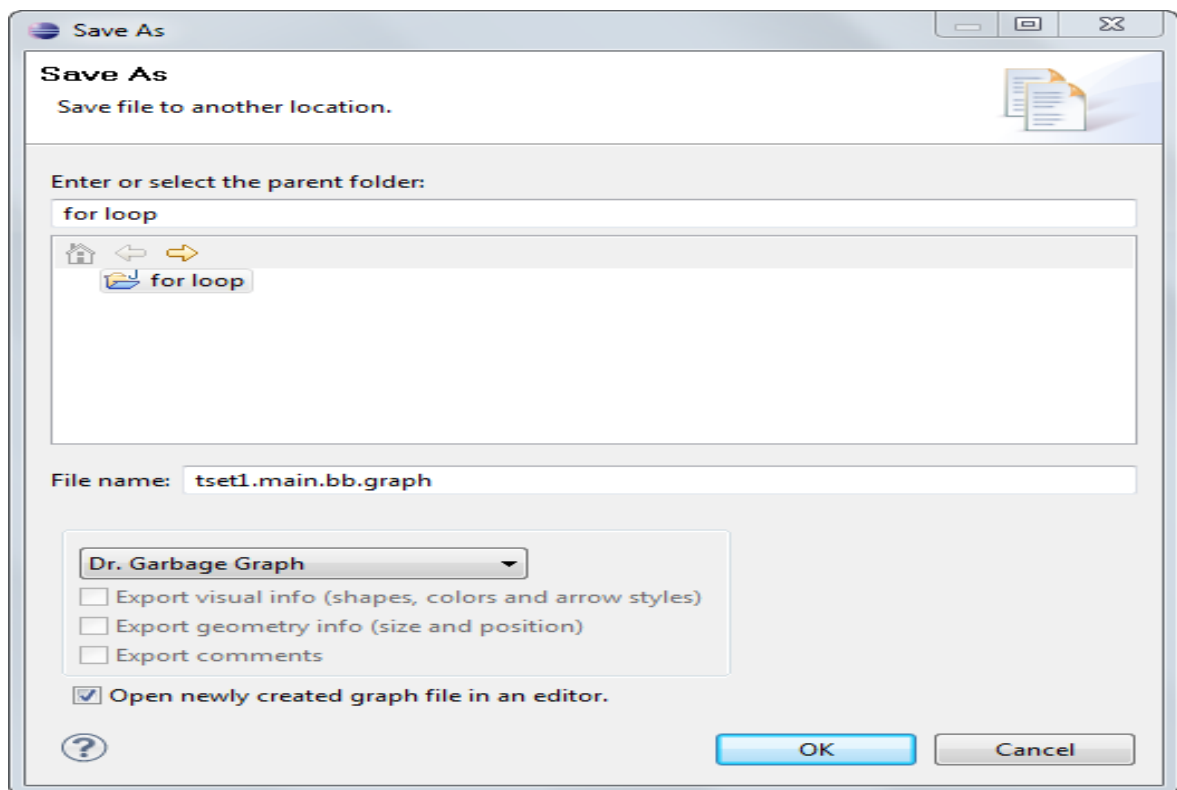 Save As
Save As
Save file to another location.
Enter or select the parent folder:
for loop
for loop
File name: tset1.main.bb.graph
Dr. Garbage Graph
Export visual info (shapes, colors and arrow styles)
Export geometry info (size and position)
Export comments
Open newly created graph file in an editor.
? OK Cancel